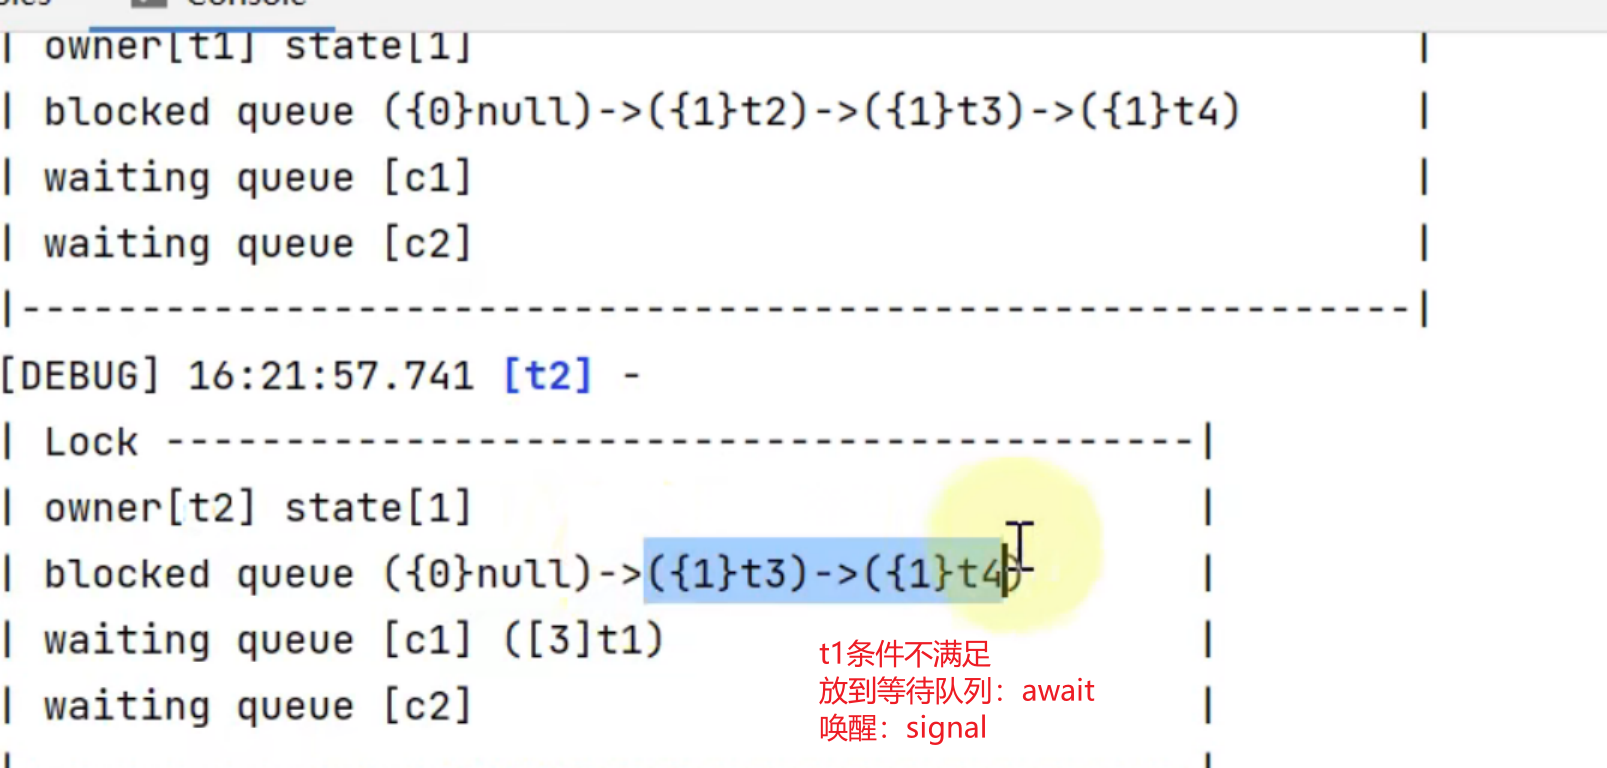 Console
| owner[t1] state[1] |
| blocked queue ({0}null)->({1}t2)->({1}t3)->({1}t4) |
| waiting queue [c1] |
| waiting queue [c2] |
|----------------------------------------------------------|
[DEBUG] 16:21:57.741 [t2] -
| Lock -------------------------------------------|
| owner[t2] state[1] |
| blocked queue ({0}null)->({1}t3)->({1}t4) |
| waiting queue [c1] ([3]t1) |
t1条件不满足
放到等待队列：await
| waiting queue [c2] |
唤醒：signal